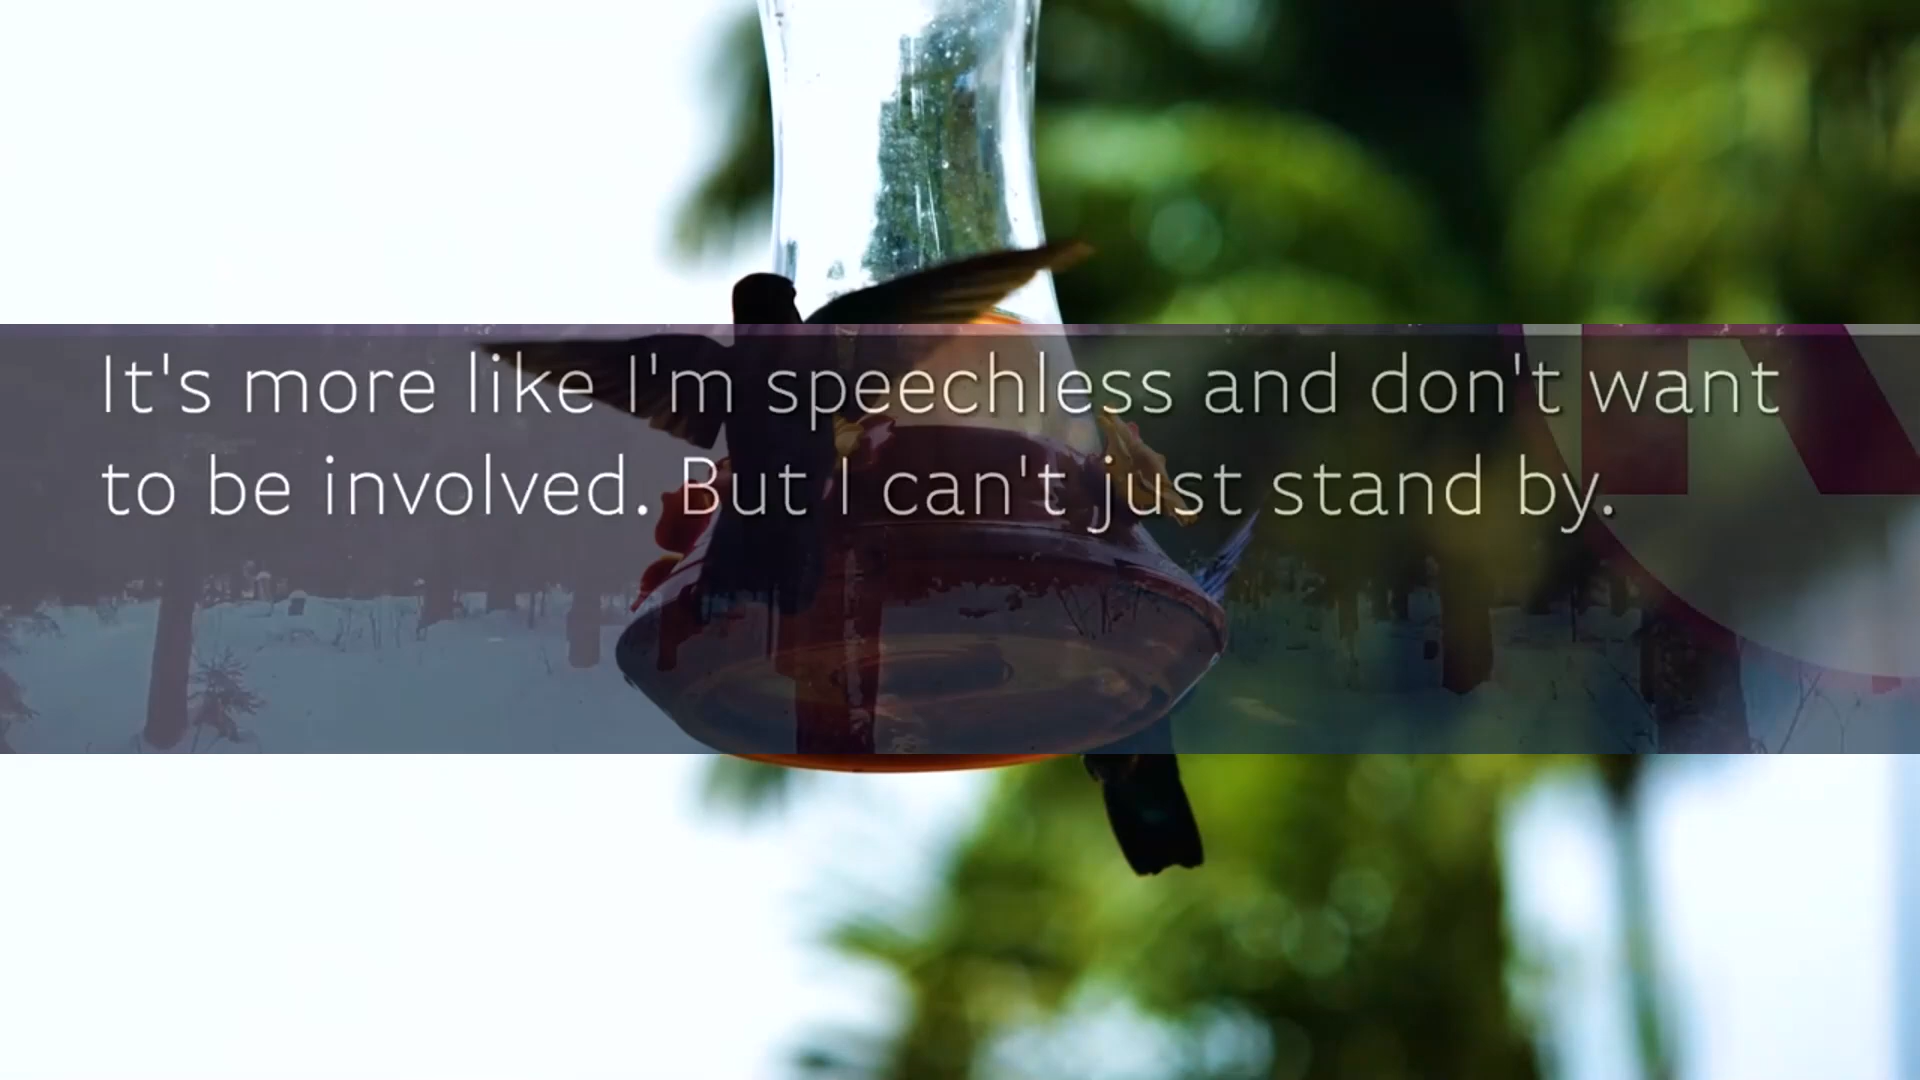 It's more like I'm speechless and don't want
to be involved. But I can't just stand by.